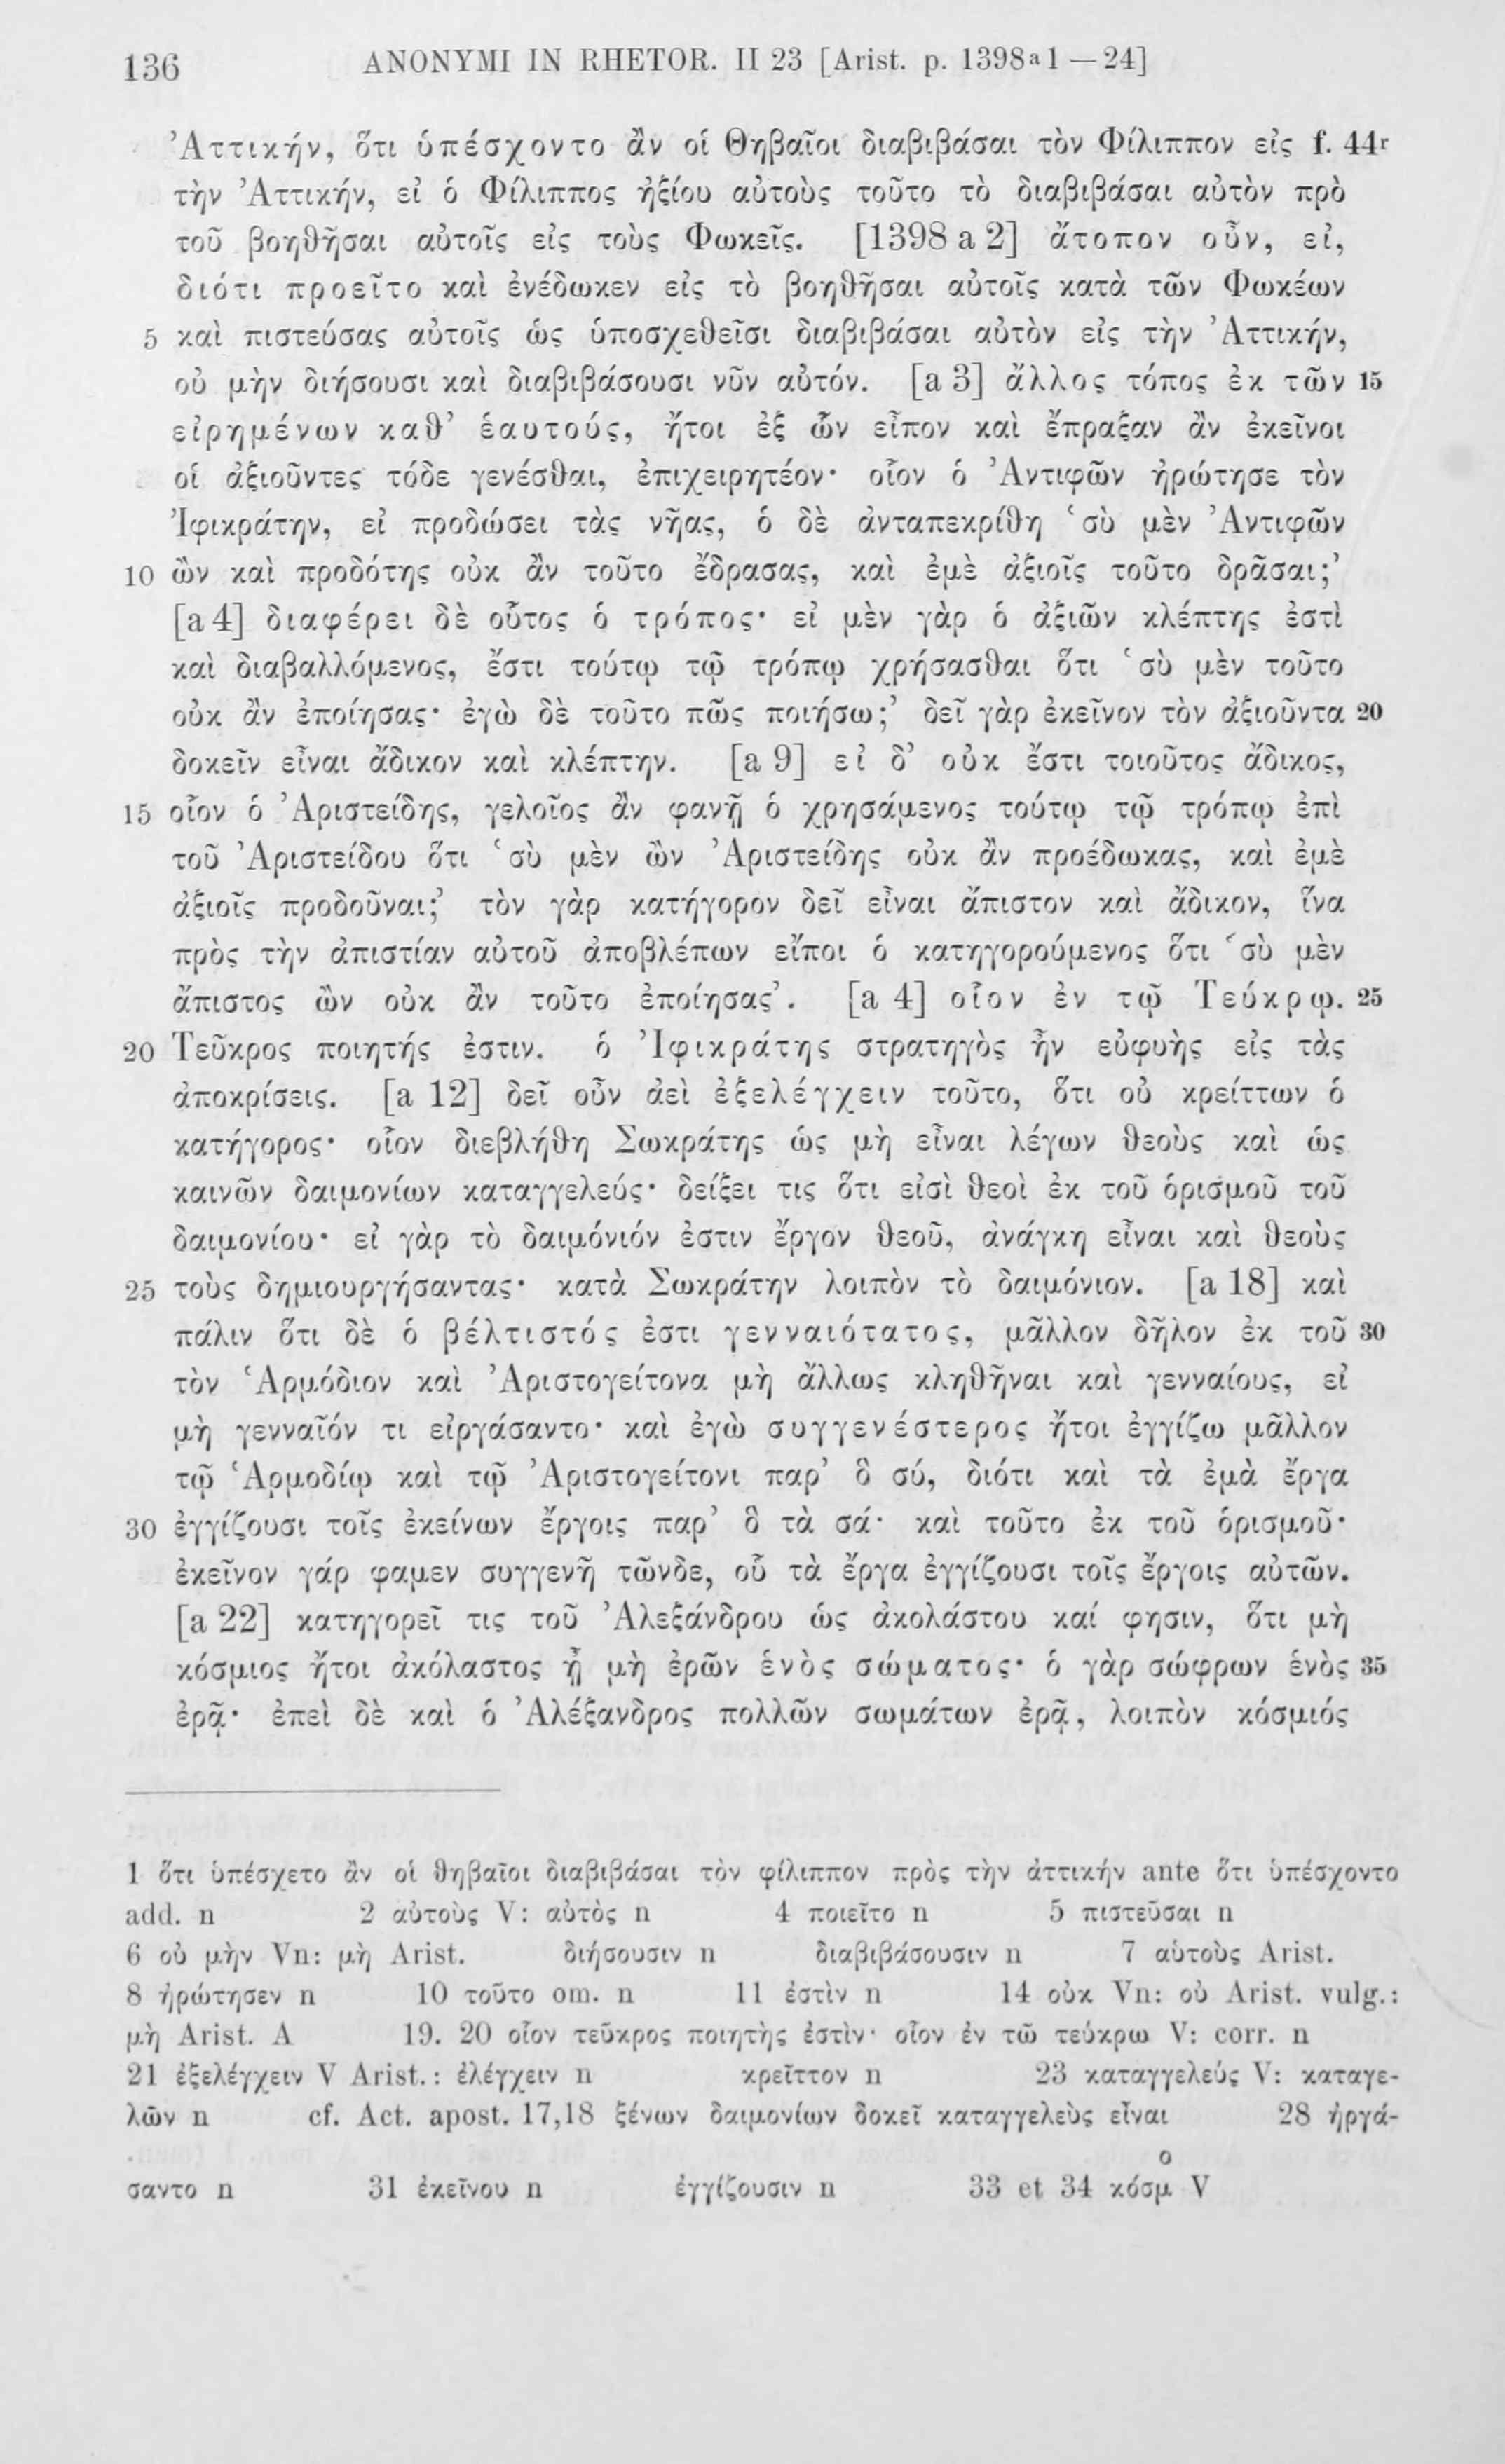 136 ANONYMI IN RHETOR. II 23 [Arist. p. 1398a1—24]
Ἀττικήν, ὅτι ὑπέσχοντο ἂν οἱ Θηβαῖοι διαβιβάσαι τὸν Φίλιππον εἰς f. 44r
τὴν Ἀττικήν, εἰ ὁ Φίλιππος ἠξίου αὐτοὺς τοῦτο τὸ διαβιβάσαι αὐτὸν πρὸ
τοῦ βοηθῆσαι αὐτοῖς εἰς τοὺς Φωκεῖς. [1398 a 2] ἄτοπον οὖν, εἰ,
διότι προεῖτο καὶ ἐνέδωκεν εἰς τὸ βοηθῆσαι αὐτοῖς κατὰ τῶν Φωκέων
5 καὶ πιστεύσας αὐτοῖς ὡς ὑποσχεθεῖσι διαβιβάσαι αὐτὸν εἰς τὴν Ἀττικήν,
οὐ μὴν διήσουσι καὶ διαβιβάσουσι νῦν αὐτόν. [a 3] ἄλλος τόπος ἐκ τῶν 15
εἰρημένων καθ’ ἑαυτούς, ἤτοι ἐξ ὧν εἶπον καὶ ἔπραξαν ἂν ἐκεῖνοι
οἱ ἀξιοῦντες τόδε γενέσθαι, ἐπιχειρητέον· οἷον ὁ Ἀντιφῶν ἠρώτησε τὸν
Ἰφικράτην, εἰ προδώσει τὰς νῆας, ὁ δὲ ἀνταπεκρίθη ‘σὺ μὲν Ἀντιφῶν
10 ὢν καὶ προδότης οὐκ ἂν τοῦτο ἔδρασας, καὶ ἐμὲ ἀξιοῖς τοῦτο δρᾶσαι;’
[a 4] διαφέρει δὲ οὗτος ὁ τρόπος· εἰ μὲν γὰρ ὁ ἀξιῶν κλέπτης ἐστὶ
καὶ διαβαλλόμενος, ἔστι τούτῳ τῷ τρόπῳ χρήσασθαι ὅτι ‘σὺ μὲν τοῦτο
οὐκ ἂν ἐποίησας· ἐγὼ δὲ τοῦτο πῶς ποιήσω;’ δεῖ γὰρ ἐκεῖνον τὸν ἀξιοῦντα 20
δοκεῖν εἶναι ἄδικον καὶ κλέπτην. [a 9] εἰ δ’ οὐκ ἔστι τοιοῦτος ἄδικος,
15 οἷον ὁ Ἀριστείδης, γελοῖος ἂν φανῇ ὁ χρησάμενος τούτῳ τῷ τρόπῳ ἐπὶ
τοῦ Ἀριστείδου ὅτι ‘σὺ μὲν ὢν Ἀριστείδης οὐκ ἂν προέδωκας, καὶ ἐμὲ
ἀξιοῖς προδοῦναι;’ τὸν γὰρ κατήγορον δεῖ εἶναι ἄπιστον καὶ ἄδικον, ἵνα
πρὸς τὴν ἀπιστίαν αὐτοῦ ἀποβλέπων εἴποι ὁ κατηγορούμενος ὅτι ‘σὺ μὲν
ἄπιστος ὢν οὐκ ἂν τοῦτο ἐποίησας’. [a 4] οἷον ἐν τῷ Τεύκρῳ. 25
20 Τεῦκρος ποιητής ἐστιν. ὁ Ἰφικράτης στρατηγὸς ἦν εὐφυὴς εἰς τὰς
ἀποκρίσεις. [a 12] δεῖ οὖν ἀεὶ ἐξελέγχειν τοῦτο, ὅτι οὐ κρείττων ὁ
κατήγορος· οἷον διεβλήθη Σωκράτης ὡς μὴ εἶναι λέγων θεοὺς καὶ ὡς
καινῶν δαιμονίων καταγγελεύς· δείξει τις ὅτι εἰσὶ θεοὶ ἐκ τοῦ ὁρισμοῦ τοῦ
δαιμονίου· εἰ γὰρ τὸ δαιμόνιόν ἐστιν ἔργον θεοῦ, ἀνάγκη εἶναι καὶ θεοὺς
25 τοὺς δημιουργήσαντας· κατὰ Σωκράτην λοιπὸν τὸ δαιμόνιον. [a 18] καὶ
πάλιν ὅτι δὲ ὁ βέλτιστός ἐστι γενναιότατος, μᾶλλον δῆλον ἐκ τοῦ 30
τὸν Ἁρμόδιον καὶ Ἀριστογείτονα μὴ ἄλλως κληθῆναι καὶ γενναίους, εἰ
μὴ γενναῖόν τι εἰργάσαντο· καὶ ἐγὼ συγγενέστερος ἤτοι ἐγγίζω μᾶλλον
τῷ Ἁρμοδίῳ καὶ τῷ Ἀριστογείτονι παρ’ ὃ σύ, διότι καὶ τὰ ἐμὰ ἔργα
30 ἐγγίζουσι τοῖς ἐκείνων ἔργοις παρ’ ὃ τὰ σά· καὶ τοῦτο ἐκ τοῦ ὁρισμοῦ·
ἐκεῖνον γάρ φαμεν συγγενῆ τῶνδε, οὗ τὰ ἔργα ἐγγίζουσι τοῖς ἔργοις αὐτῶν.
[a 22] κατηγορεῖ τις τοῦ Ἀλεξάνδρου ὡς ἀκολάστου καί φησιν, ὅτι μὴ
κόσμιος ἤτοι ἀκόλαστος ᾖ μὴ ἐρῶν ἑνὸς σώματος· ὁ γὰρ σώφρων ἑνὸς 35
ἐρᾷ· ἐπεὶ δὲ καὶ ὁ Ἀλέξανδρος πολλῶν σωμάτων ἐρᾷ, λοιπὸν κόσμιός
1 ὅτι ὑπέσχετο ἂν οἱ θηβαῖοι διαβιβάσαι τὸν φίλιππον πρὸς τὴν ἀττικήν ante ὅτι ὑπέσχοντο
add. n 2 αὐτοὺς V: αὐτὸς n 4 ποιεῖτο n 5 πιστεῦσαι n
6 οὐ μὴν Vn: μὴ Arist. διήσουσιν n διαβιβάσουσιν n 7 αὑτοὺς Arist.
8 ἠρώτησεν n 10 τοῦτο om. n 11 ἐστὶν n 14 οὐκ Vn: οὐ Arist. vulg.:
μὴ Arist. A 19. 20 οἷον τεῦκρος ποιητὴς ἐστὶν· οἷον ἐν τῶ τεύκρω V: corr. n
21 ἐξελέγχειν V Arist.: ἐλέγχειν n κρεῖττον n 23 καταγγελεύς V: καταγε-
λῶν n cf. Act. apost. 17,18 ξένων δαιμονίων δοκεῖ καταγγελεὺς εἶναι 28 ἠργά-
σαντο n 31 ἐκείνου n ἐγγίζουσιν n 33 et 34 κόσμο V